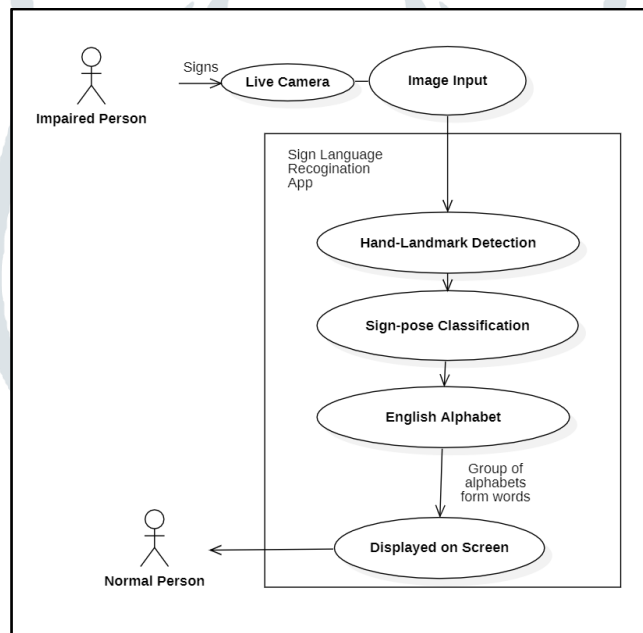 Signs
Live Camera
Image Input
Impaired Person
Sign Language
Recogination
App
Hand-Landmark Detection
Sign-pose Classification
English Alphabet
Group of
alphabets
form words
Displayed on Screen
Normal Person